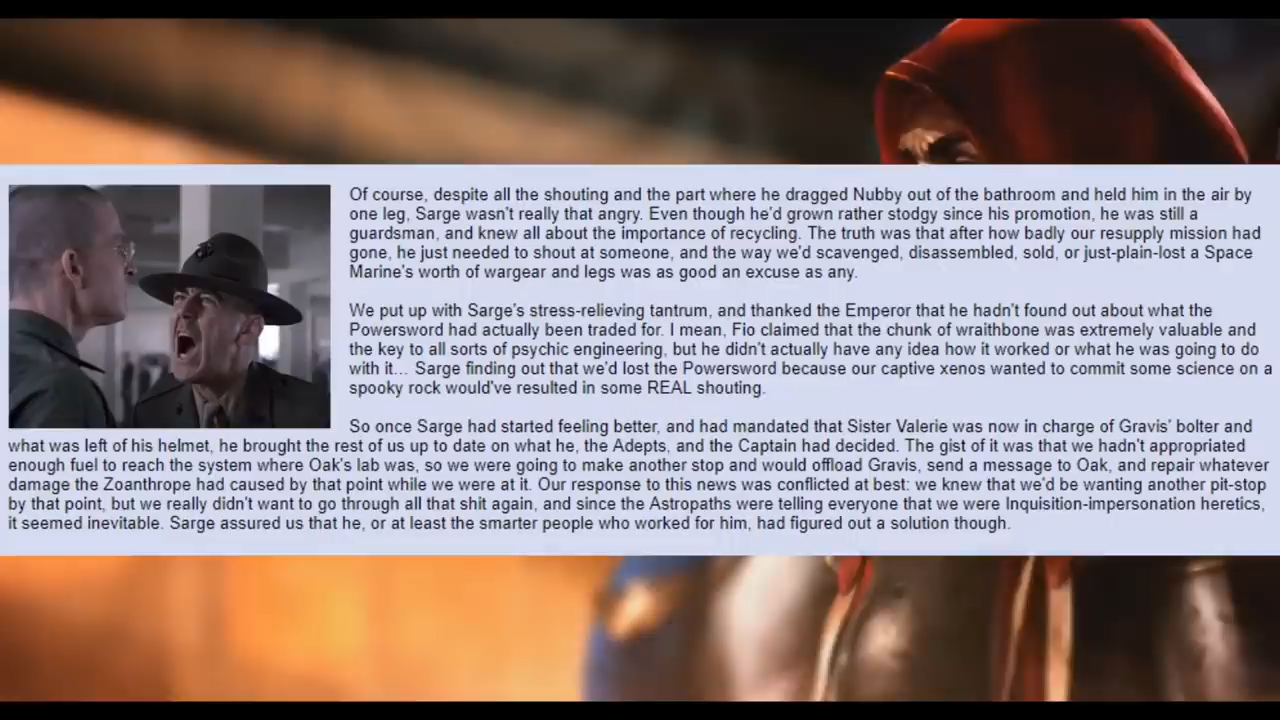 Of course, despite all the shouting and the part where he dragged Nubby out of the bathroom and held him in the air by
one leg, Sarge wasn't really that angry. Even though he'd grown rather stodgy since his promotion, he was still a
guardsman, and knew all about the importance of recycling. The truth was that after how badly our resupply mission had
gone, he just needed to shout at someone, and the way we'd scavenged, disassembled, sold, or just-plain-lost a Space
Marine's worth of wargear and legs was as good an excuse as any.
We put up with Sarge's stress-relieving tantrum, and thanked the Emperor that he hadn't found out about what the
Powersword had actually been traded for. I mean, Fio claimed that the chunk of wraithbone was extremely valuable and
the key to all sorts of psychic engineering, but he didn't actually have any idea how it worked or what he was going to do
with it... Sarge finding out that we'd lost the Powersword because our captive xenos wanted to commit some science on a
spooky rock would've resulted in some REAL shouting.
So once Sarge had started feeling better, and had mandated that Sister Valerie was now in charge of Gravis' bolter and
what was left of his helmet, he brought the rest of us up to date on what he, the Adepts, and the Captain had decided. The gist of it was that we hadn't appropriated
enough fuel to reach the system where Oak's lab was, so we were going to make another stop and would offload Gravis, send a message to Oak, and repair whatever
damage the Zoanthrope had caused by that point while we were at it. Our response to this news was conflicted at best: we knew that we'd be wanting another pit-stop
by that point, but we really didn't want to go through all that shit again, and since the Astropaths were telling everyone that we were Inquisition-impersonation heretics,
it seemed inevitable. Sarge assured us that he, or at least the smarter people who worked for him, had figured out a solution though.